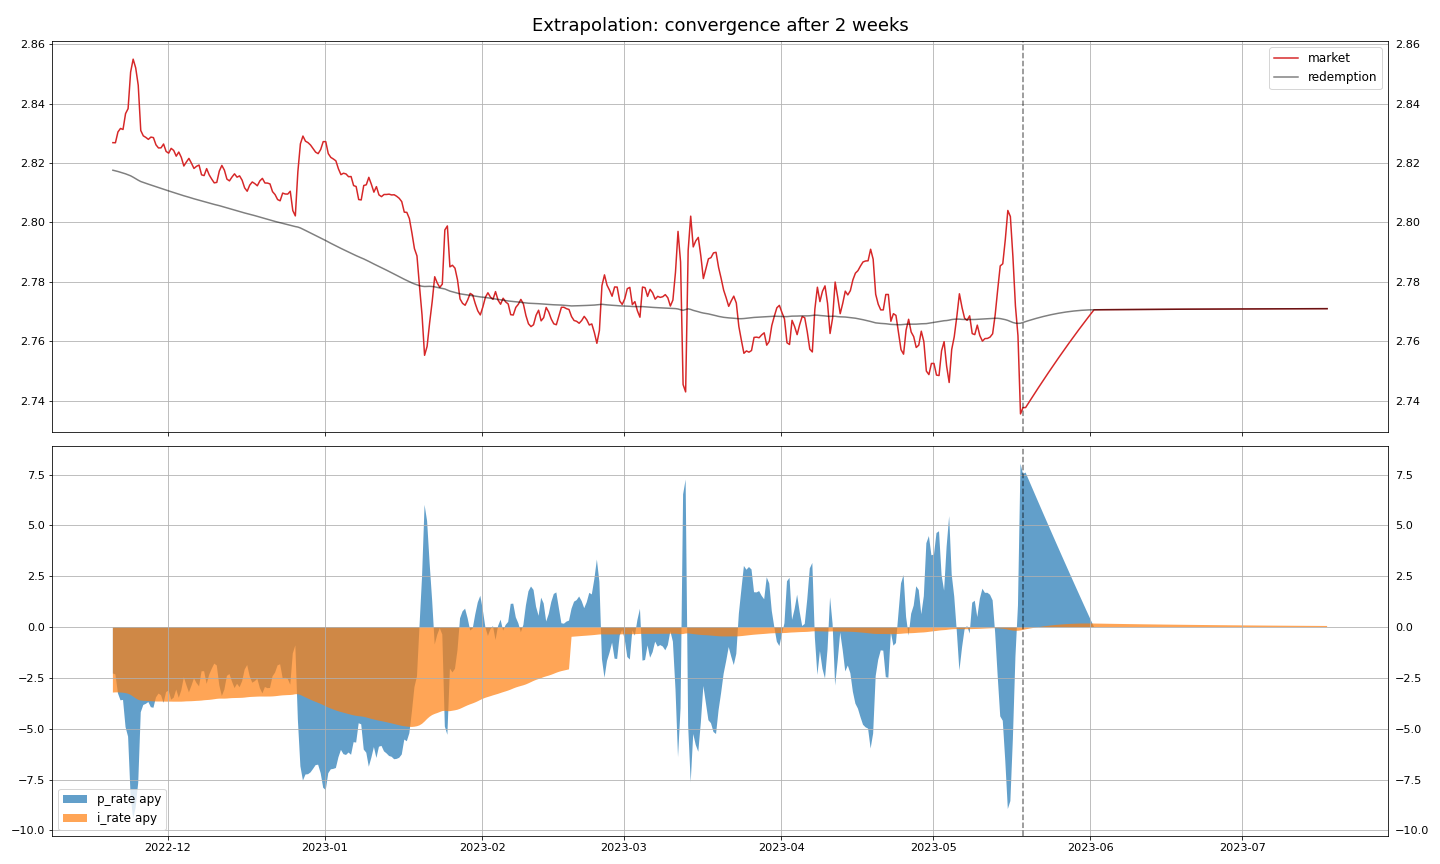 Extrapolation: convergence after 2 weeks
2.86 2.86
market
redemption
2.84 2.84
2.82 2.82
2.80 2.80
2.78 2.78
2.76 2.76
2.74 2.74
7.5 7.5
5.0 5.0
2.5 2.5
0.0 0.0
−2.5 −2.5
−5.0 −5.0
−7.5 −7.5
p_rate apy
i_rate apy
−10.0 −10.0
2022-12 2023-01 2023-02 2023-03 2023-04 2023-05 2023-06 2023-07